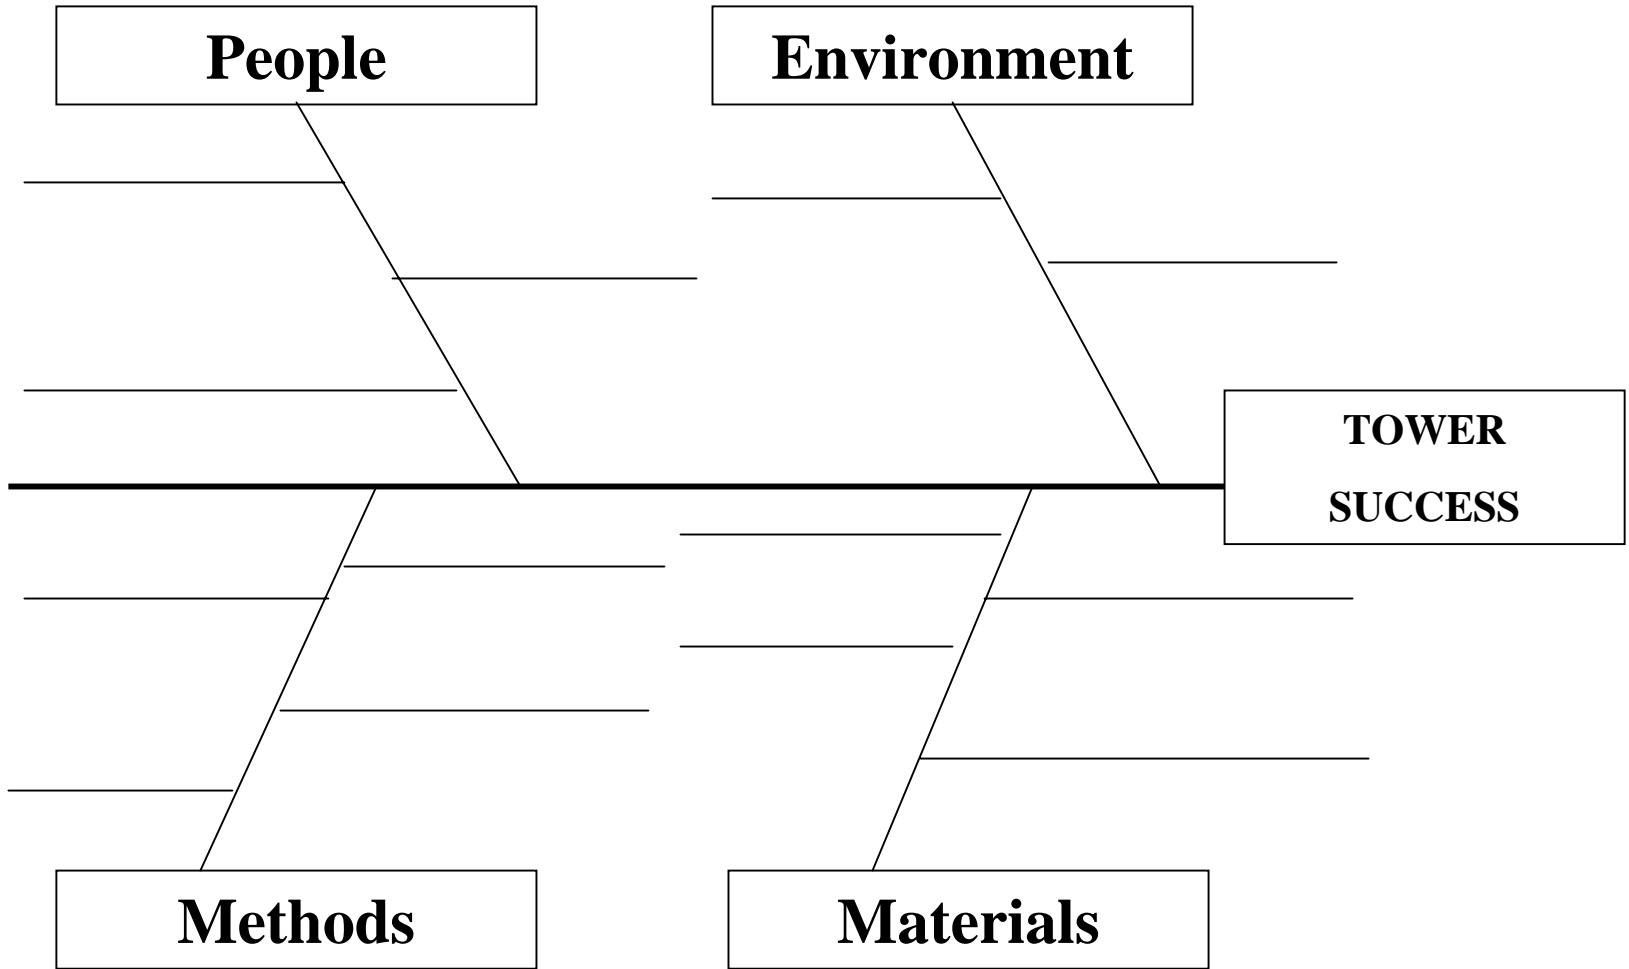 People
Environment
TOWER
SUCCESS
Methods
Materials